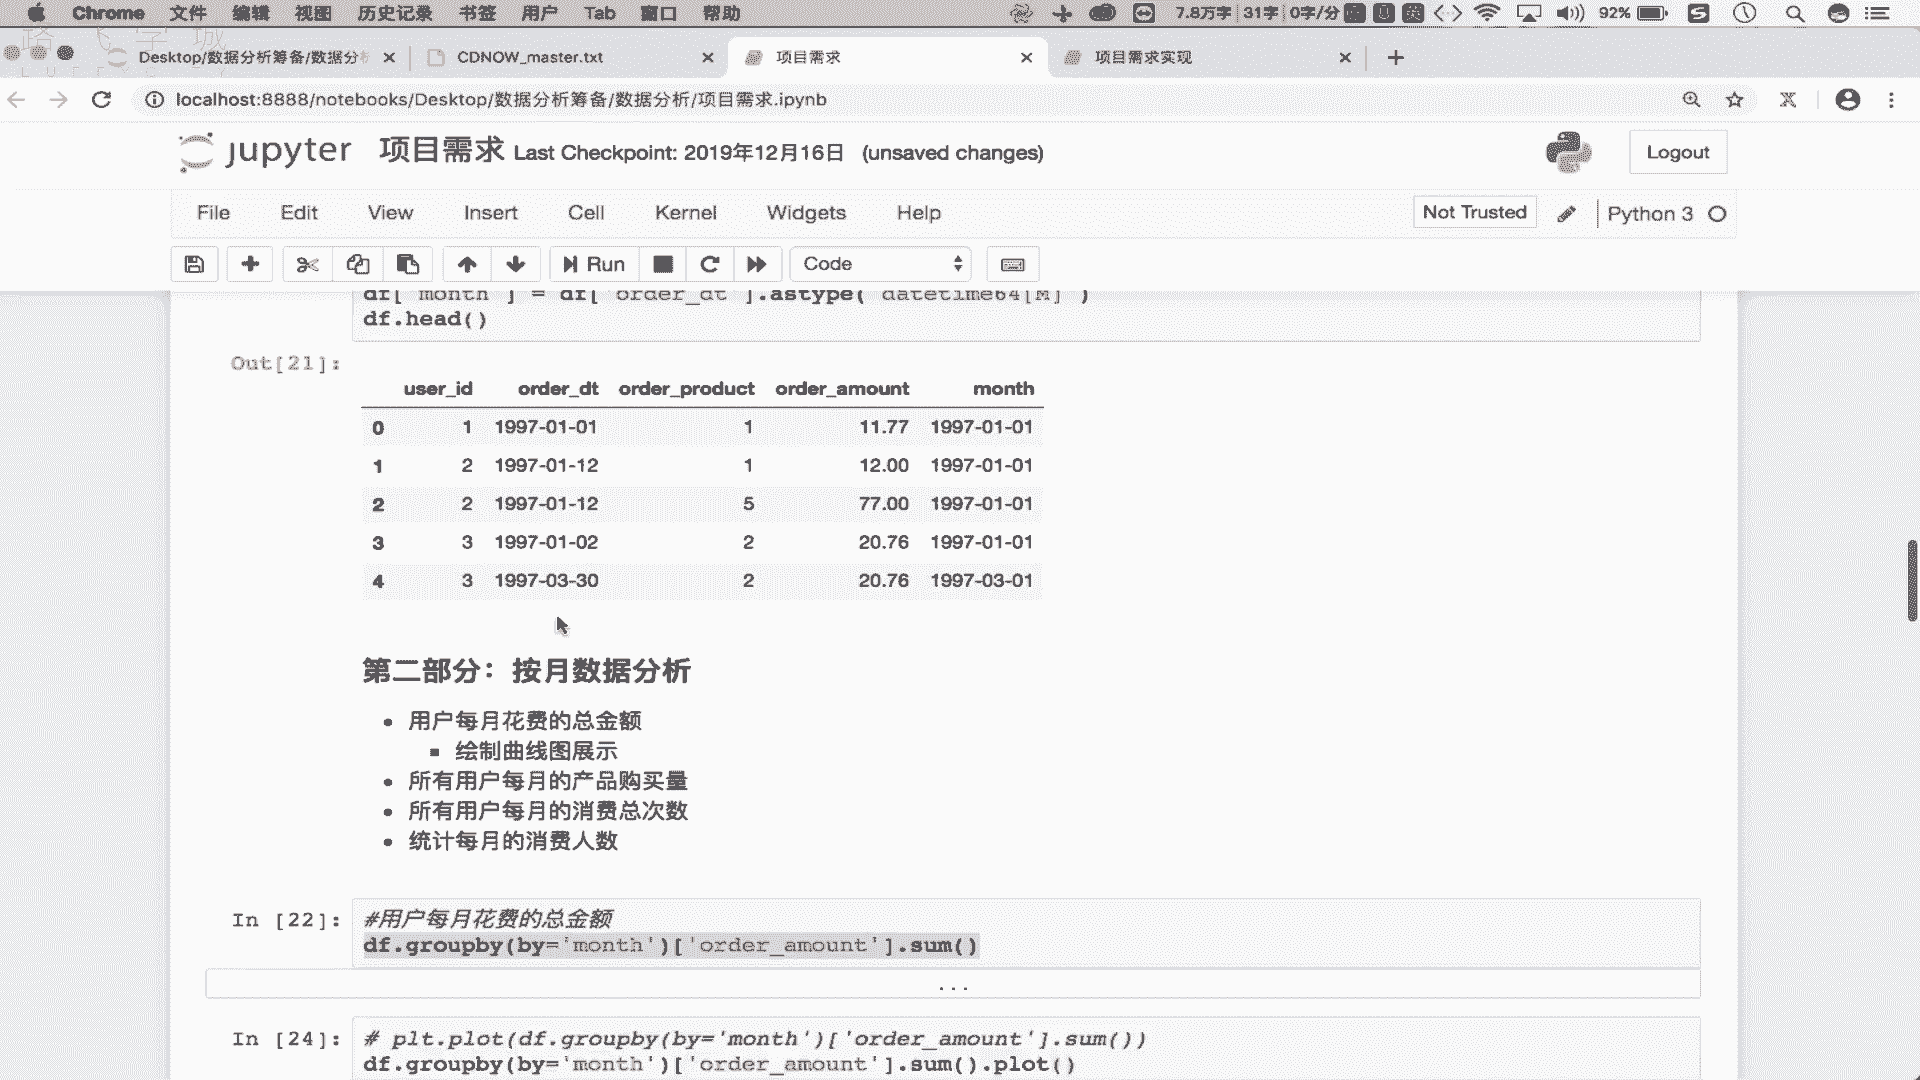 Chrome 文件 编辑 视图 历史记录 书签 用户 Tab 窗口 帮助 7.8万字 31字 0字/分 英 92%
Desktop/数据分析筹备/数据分析 CDNOW_master.txt 项目需求 项目需求实现
localhost:8888/notebooks/Desktop/数据分析筹备/数据分析/项目需求.ipynb
jupyter 项目需求 Last Checkpoint: 2019年12月16日 (unsaved changes) Logout
File Edit View Insert Cell Kernel Widgets Help Not Trusted Python 3
Run Code
df['month'] = df['order_dt'].astype('datetime64[M]')
df.head()
Out[21]:
user_id order_dt order_product order_amount month
0 1 1997-01-01 1 11.77 1997-01-01
1 2 1997-01-12 1 12.00 1997-01-01
2 2 1997-01-12 5 77.00 1997-01-01
3 3 1997-01-02 2 20.76 1997-01-01
4 3 1997-03-30 2 20.76 1997-03-01
第二部分：按月数据分析
用户每月花费的总金额
绘制曲线图展示
所有用户每月的产品购买量
所有用户每月的消费总次数
统计每月的消费人数
In [22]: #用户每月花费的总金额
df.groupby(by='month')['order_amount'].sum()
...
In [24]: # plt.plot(df.groupby(by='month')['order_amount'].sum())
df.groupby(by='month')['order_amount'].sum().plot()